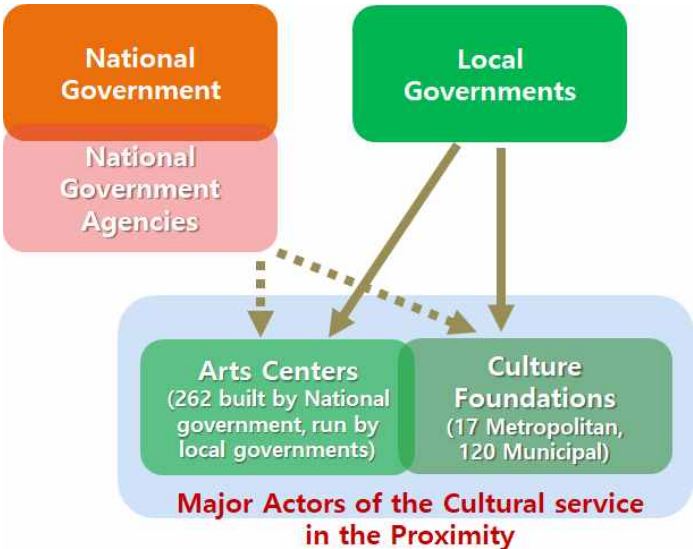 National
Government
Local
Governments
National
Government
Agencies
Arts Centers
(262 built by National
government, run by
local governments)
Culture
Foundations
(17 Metropolitan,
120 Municipal)
Major Actors of the Cultural service
in the Proximity